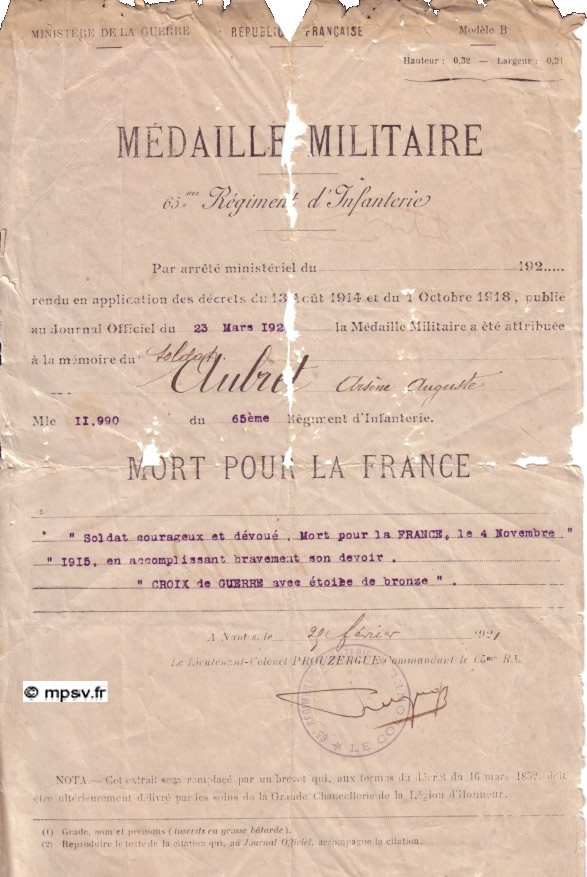 MINISTÈRE DE LA GUERRE
RÉPUBLIQ FRANÇAISE
Modèle B
Hauteur : 0,32 — Largeur : 0,21
MÉDAILLE MILITAIRE
65me Régiment d'Infanterie
Par arrêté ministériel du 192
rendu en application des décrets du 13 Août 1914 et du 1 Octobre 1918, publié
au Journal Officiel du 23 Mars 192 la Médaille Militaire a été attribuée
à la mémoire du soldat
Aubret Arsène Auguste
Mle II.990 du 65ème Régiment d'Infanterie.
MORT POUR LA FRANCE
" Soldat courageux et dévoué, Mort pour la FRANCE, le 4 Novembre "
" 1915, en accomplissant bravement son devoir.
" CROIX de GUERRE avec étoile de bronze ".
A Nantes, le février 192
Le Lieutenant-Colonel PROUZERGUE Commandant le 65me RI.
LE COLONEL
© mpsv.fr
NOTA — Cet extrait sera remplacé par un brevet qui, aux termes du décret du 16 mars 1852, doit
être ultérieurement délivré par les soins de la Grande Chancellerie de la Légion d'Honneur.
(1) Grade, nom et prénoms (inscrits en grosse bâtarde).
(2) Reproduire le texte de la citation qui, au Journal Officiel, accompagne la citation.